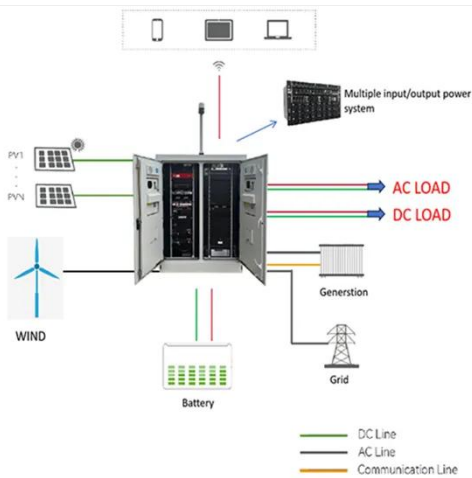 Multiple input/output power
system
PV1
PVN
AC LOAD
DC LOAD
WIND
Generstion
Grid
Battery
DC Line
AC Line
Communication Line